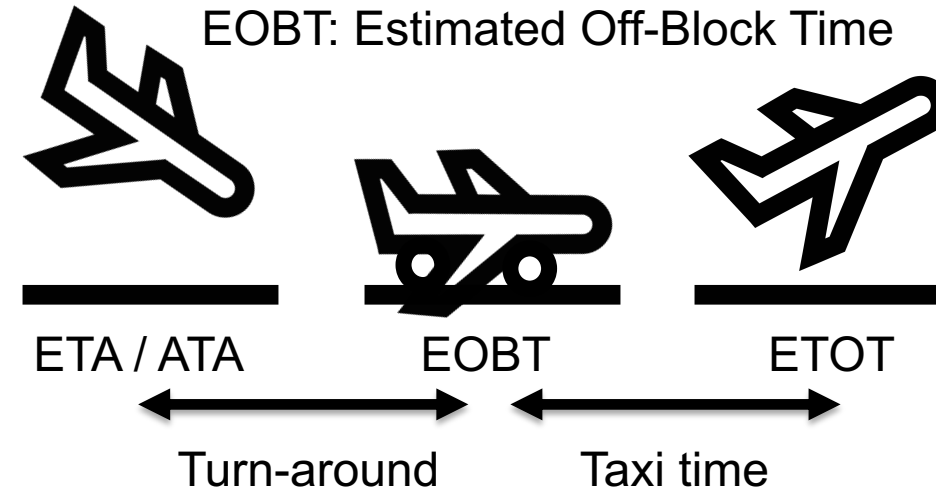 EOBT: Estimated Off-Block Time
ETA / ATA EOBT ETOT
Turn-around Taxi time